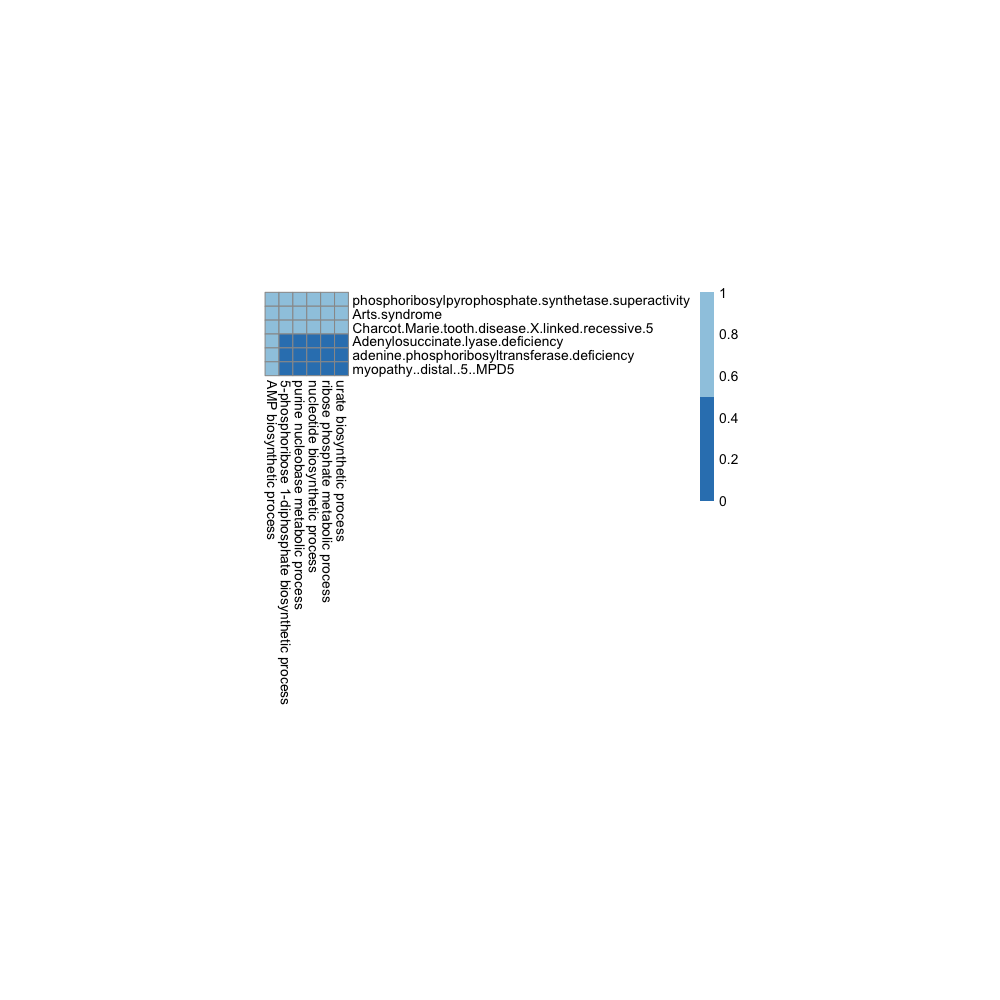 phosphoribosylpyrophosphate.synthetase.superactivity
Arts.syndrome
Charcot.Marie.tooth.disease.X.linked.recessive.5
Adenylosuccinate.lyase.deficiency
adenine.phosphoribosyltransferase.deficiency
myopathy..distal..5..MPD5
AMP biosynthetic process
5-phosphoribose 1-diphosphate biosynthetic process
purine nucleobase metabolic process
nucleotide biosynthetic process
ribose phosphate metabolic process
urate biosynthetic process
1
0.8
0.6
0.4
0.2
0